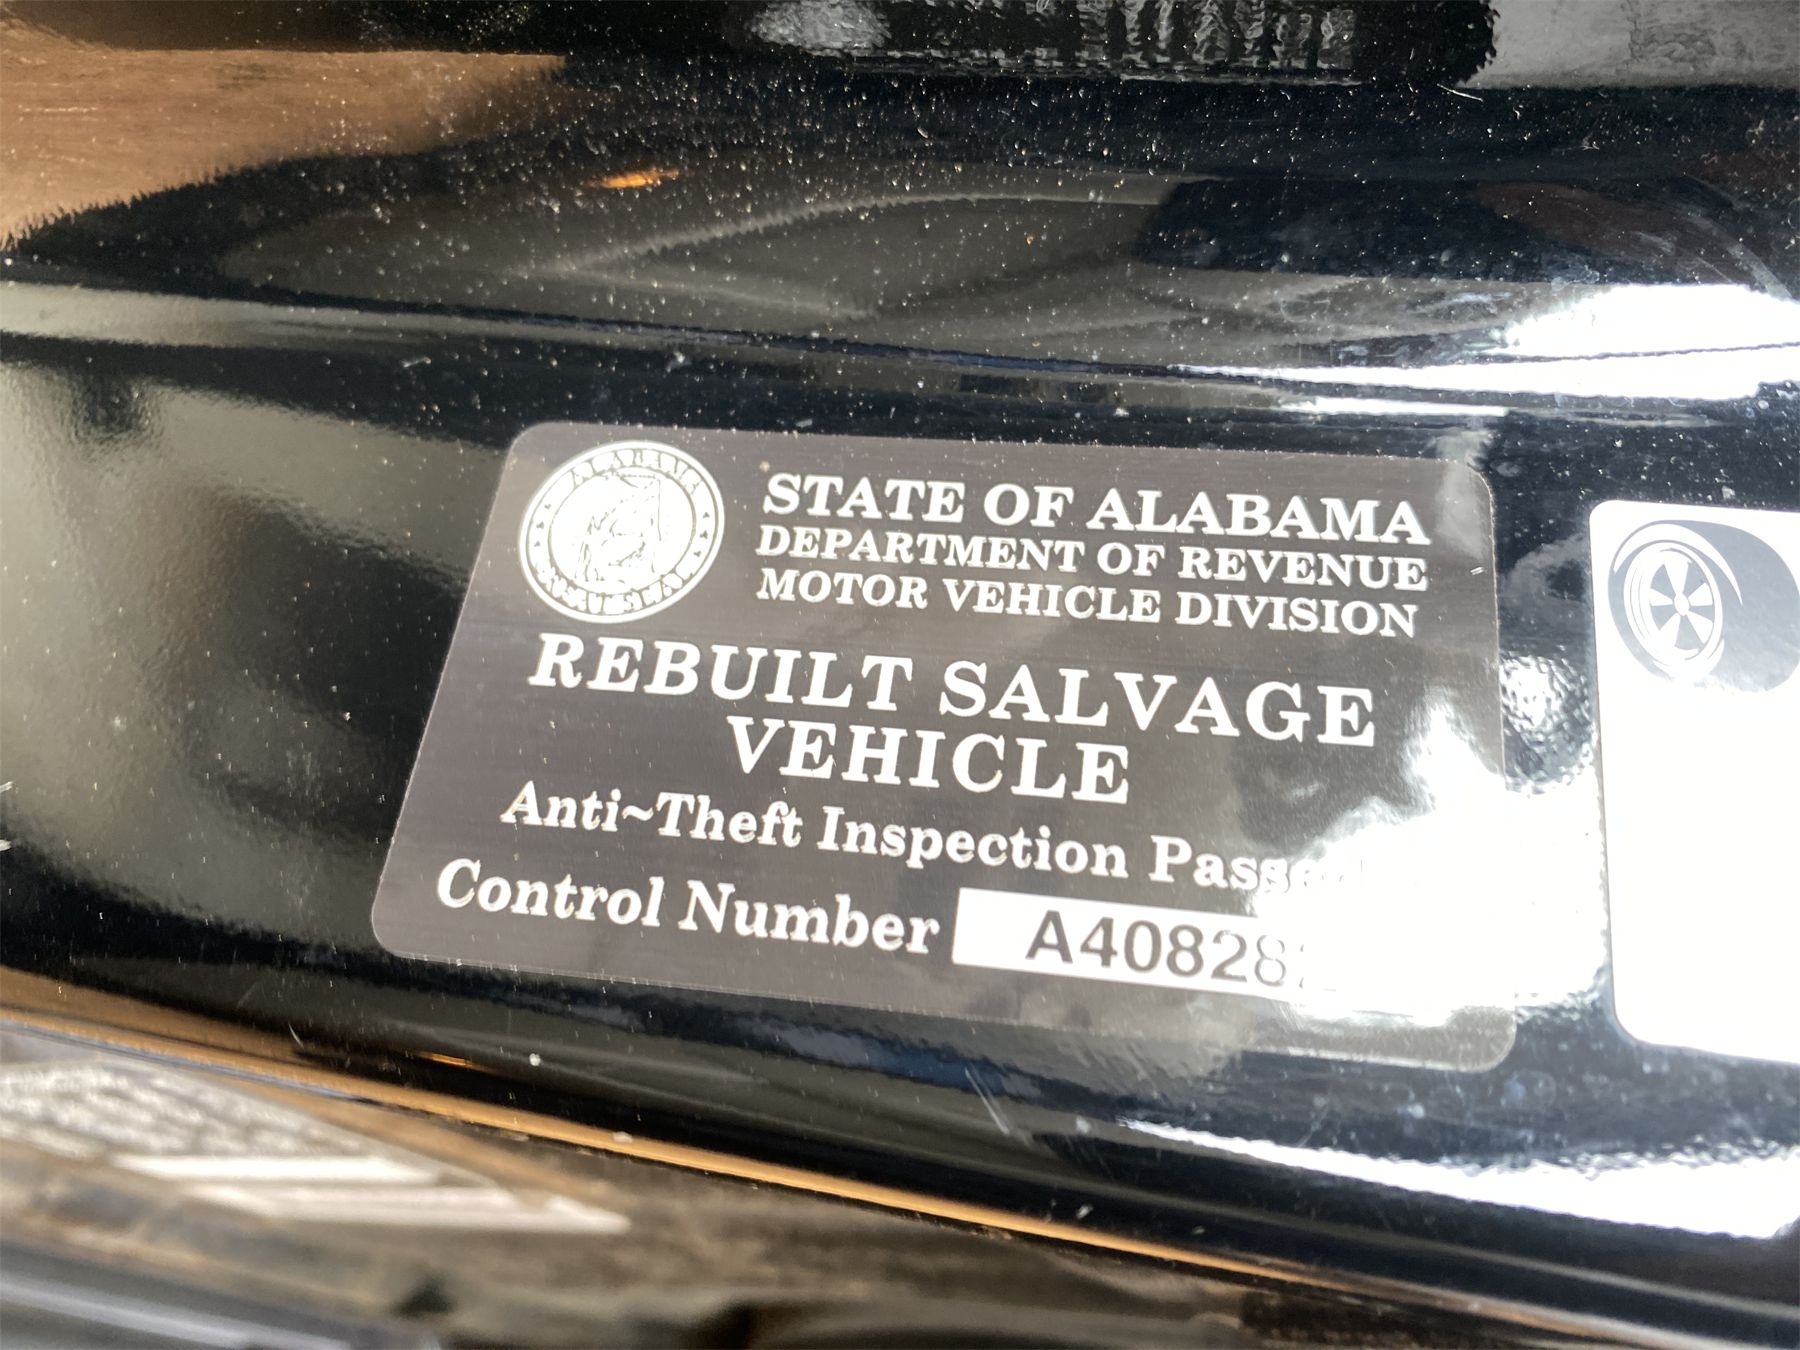 STATE OF ALABAMA
DEPARTMENT OF REVENUE
MOTOR VEHICLE DIVISION
REBUILT SALVAGE
VEHICLE
Anti~Theft Inspection
Control Number